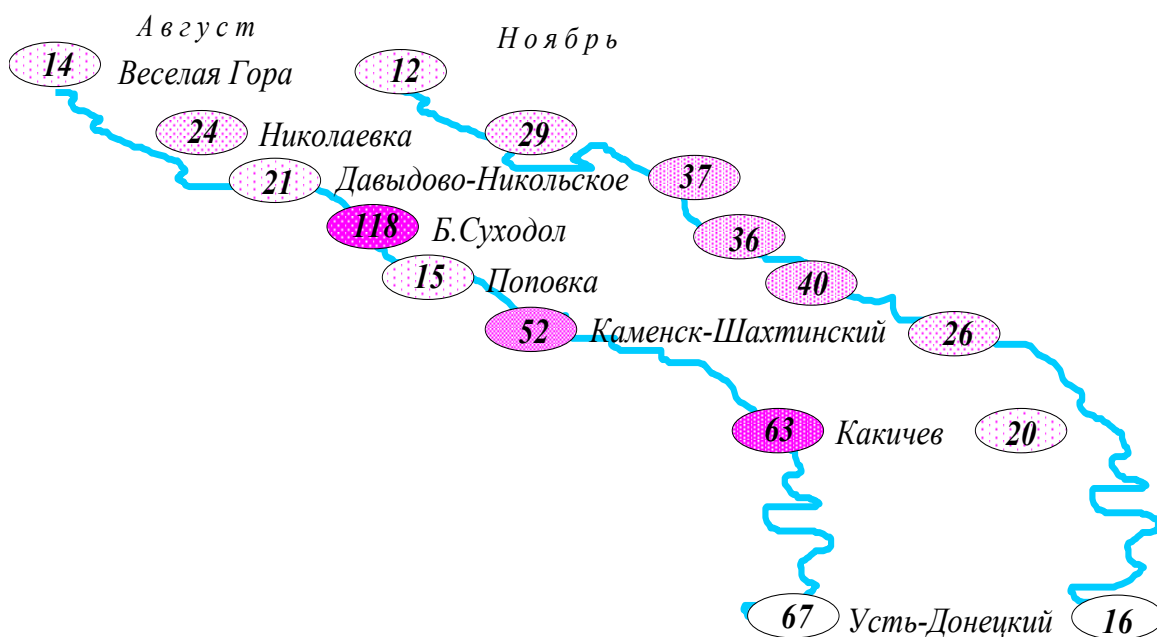 Август
Ноябрь
14 Веселая Гора 12
24 Николаевка 29
21 Давыдово-Никольское 37
118 Б.Суходол 36
15 Поповка 40
52 Каменск-Шахтинский 26
63 Какичев 20
67 Усть-Донецкий 16